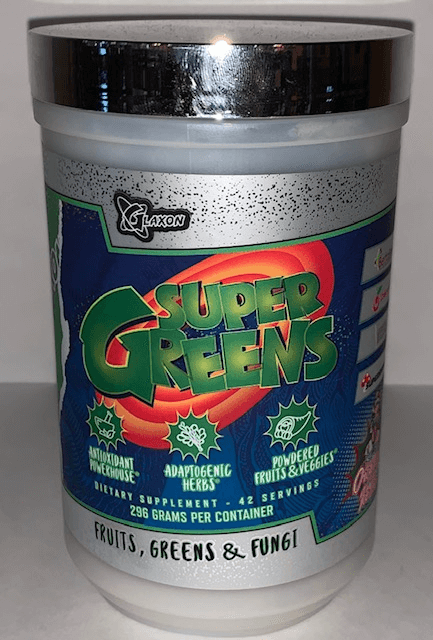 GLAXON
SUPER
GREENS
ANTIOXIDANT
POWERHOUSE
ADAPTOGENIC
HERBS
POWDERED
FRUITS & VEGGIES
DIETARY SUPPLEMENT - 42 SERVINGS
296 GRAMS PER CONTAINER
FRUITS, GREENS & FUNGI